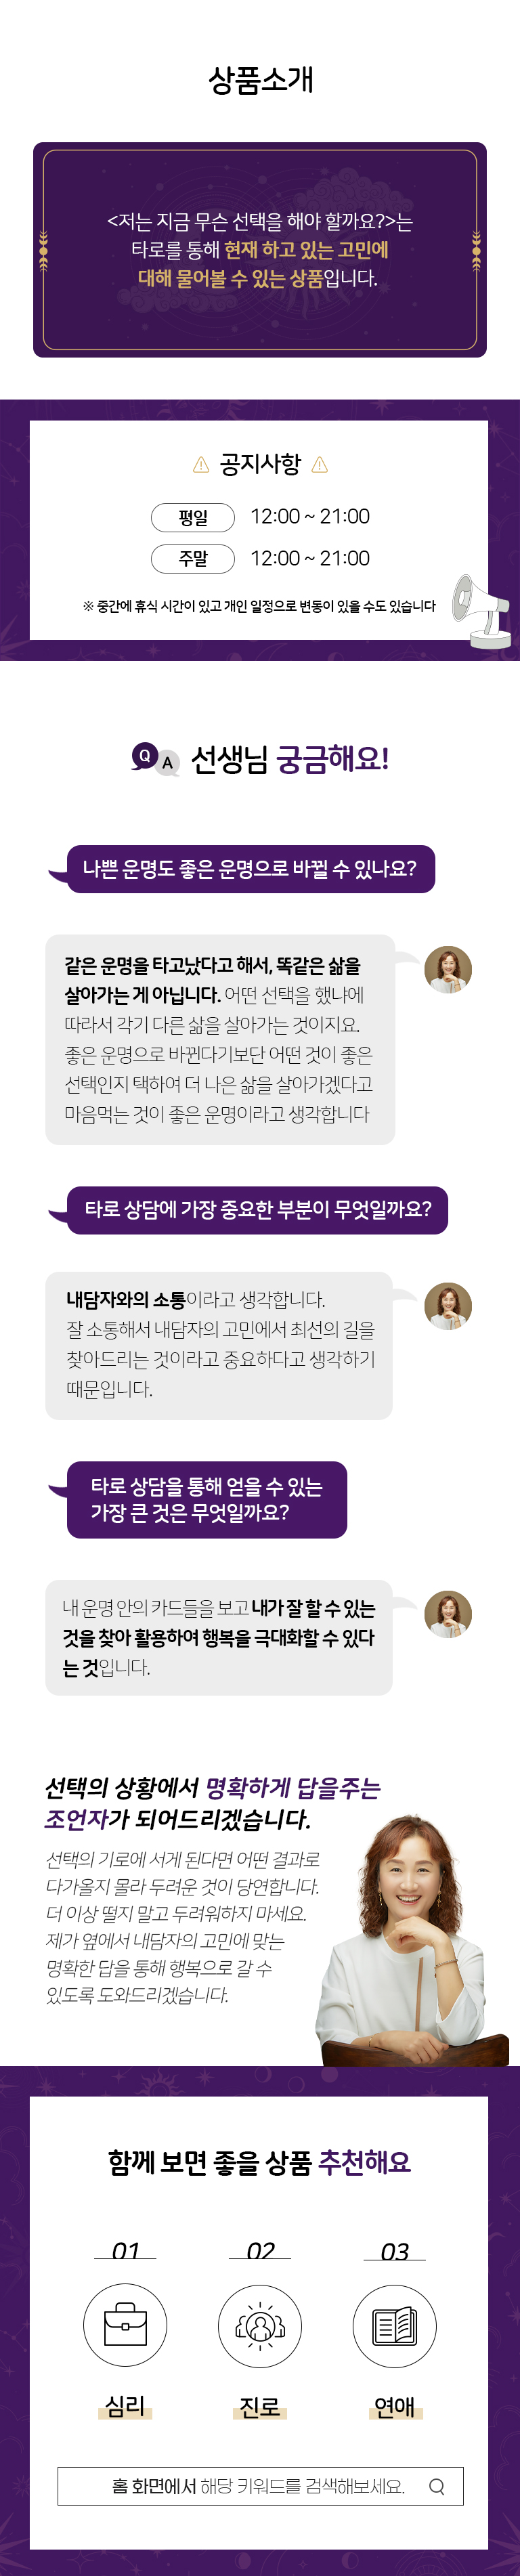 상품소개
<저는 지금 무슨 선택을 해야 할까요?>는
타로를 통해 현재 하고 있는 고민에
대해 물어볼 수 있는 상품입니다.
공지사항
평일 12:00 ~ 21:00
주말 12:00 ~ 21:00
※ 중간에 휴식 시간이 있고 개인 일정으로 변동이 있을 수도 있습니다
Q A 선생님 궁금해요!
나쁜 운명도 좋은 운명으로 바뀔 수 있나요?
같은 운명을 타고났다고 해서, 똑같은 삶을
살아가는 게 아닙니다. 어떤 선택을 했냐에
따라서 각기 다른 삶을 살아가는 것이지요.
좋은 운명으로 바뀐다기보단 어떤 것이 좋은
선택인지 택하여 더 나은 삶을 살아가겠다고
마음먹는 것이 좋은 운명이라고 생각합니다
타로 상담에 가장 중요한 부분이 무엇일까요?
내담자와의 소통이라고 생각합니다.
잘 소통해서 내담자의 고민에서 최선의 길을
찾아드리는 것이라고 중요하다고 생각하기
때문입니다.
타로 상담을 통해 얻을 수 있는
가장 큰 것은 무엇일까요?
내 운명 안의 카드들을 보고 내가 잘 할 수 있는
것을 찾아 활용하여 행복을 극대화할 수 있다
는 것입니다.
선택의 상황에서 명확하게 답을주는
조언자가 되어드리겠습니다.
선택의 기로에 서게 된다면 어떤 결과로
다가올지 몰라 두려운 것이 당연합니다.
더 이상 떨지 말고 두려워하지 마세요.
제가 옆에서 내담자의 고민에 맞는
명확한 답을 통해 행복으로 갈 수
있도록 도와드리겠습니다.
함께 보면 좋을 상품 추천해요
01 02 03
심리 진로 연애
홈 화면에서 해당 키워드를 검색해보세요.